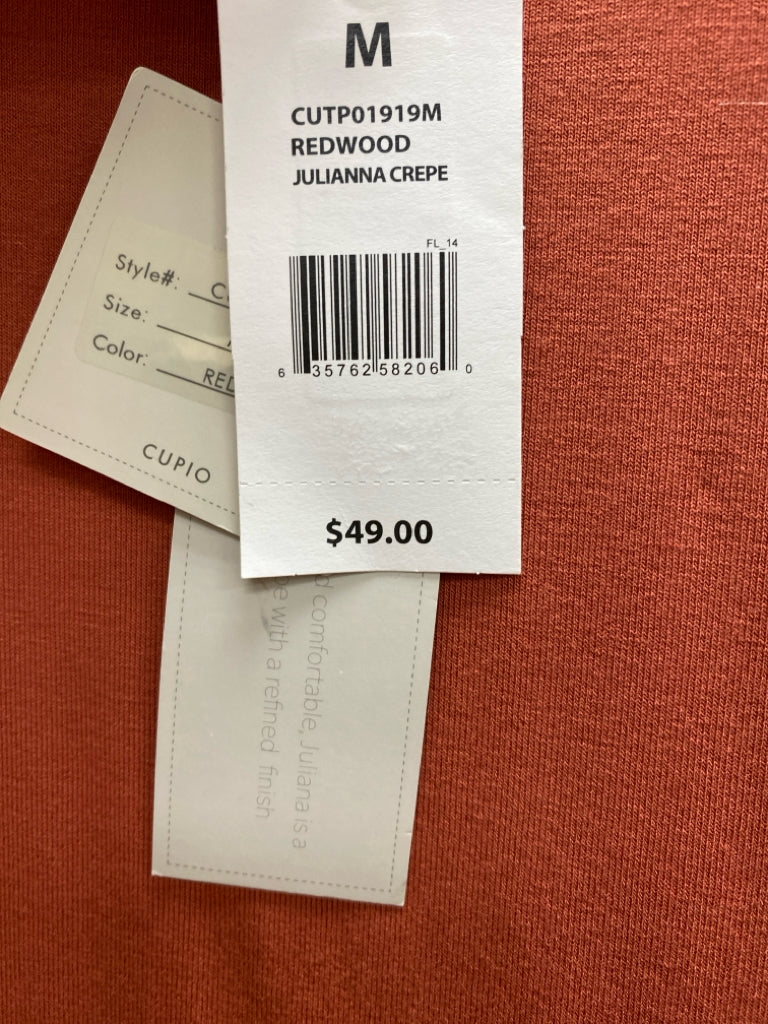 M
CUTP01919M
REDWOOD
JULIANNA CREPE
FL_14
6 35762 58206 0
$49.00
Style#:
Size:
Color:
CUPIO
comfortable, Juliana is a
with a refined finish